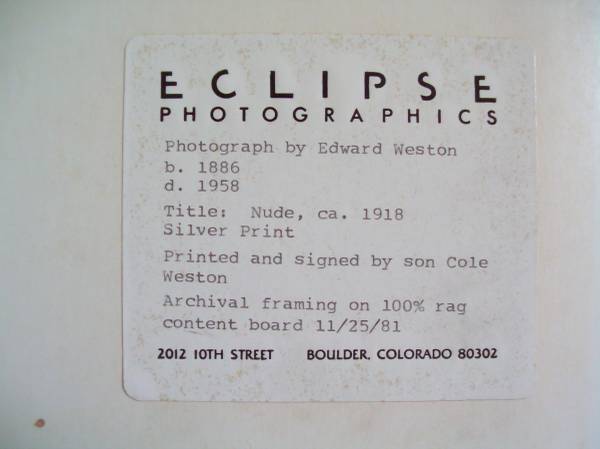 ECLIPSE
PHOTOGRAPHICS
Photograph by Edward Weston
b. 1886
d. 1958
Title: Nude, ca. 1918
Silver Print
Printed and signed by son Cole
Weston
Archival framing on 100% rag
content board 11/25/81
2012 10TH STREET BOULDER, COLORADO 80302